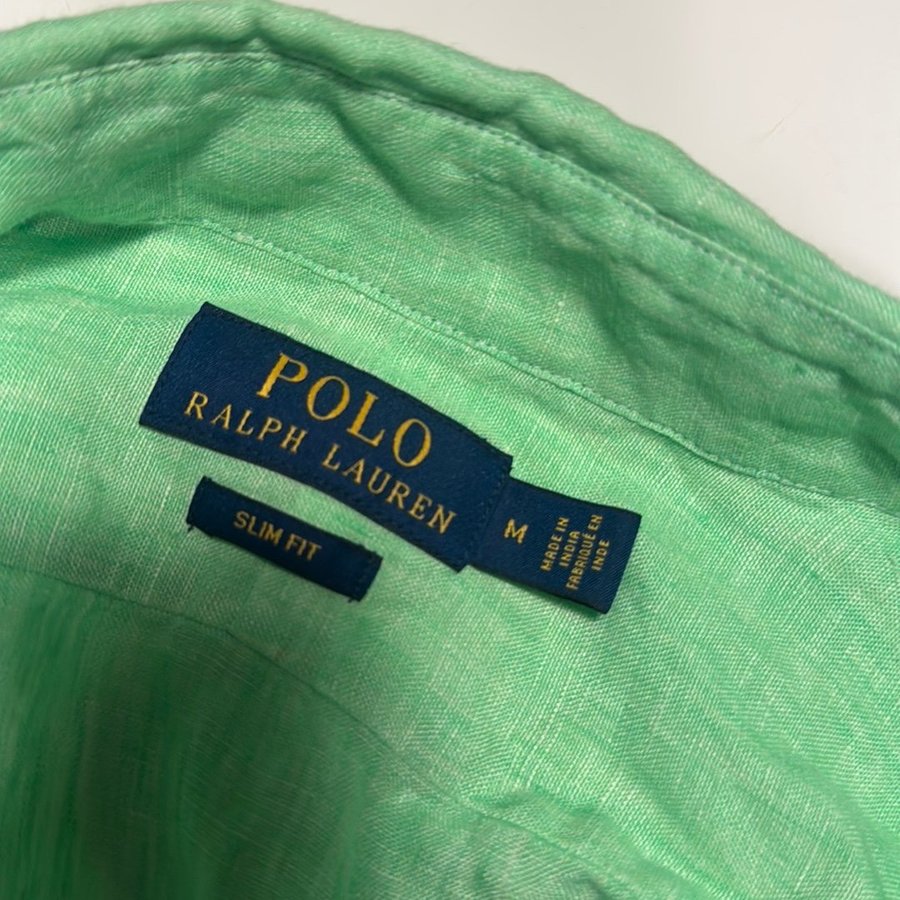 POLO
RALPH LAUREN
SLIM FIT
M
MADE IN
INDIA
FABRIQUÉ EN
INDE